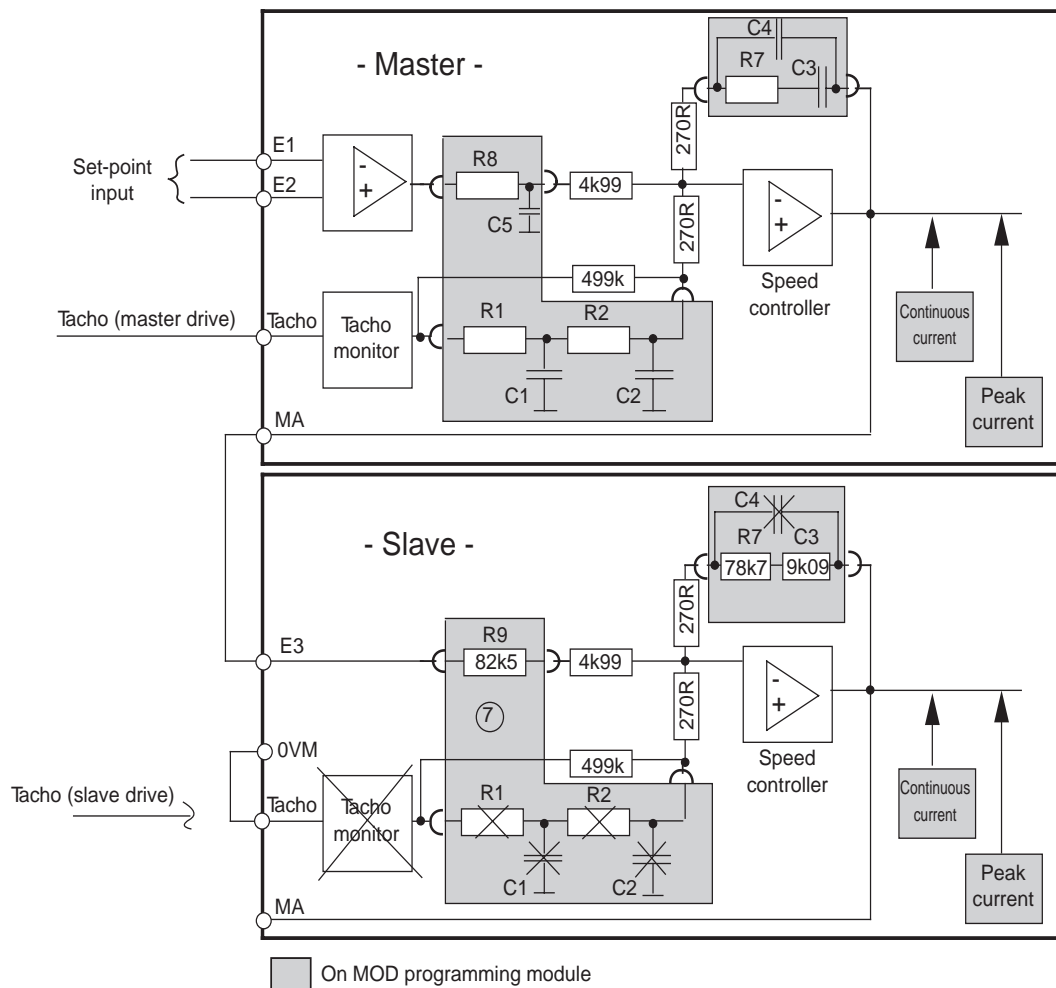 - Master -
C4
R7
C3
270R
E1
Set-point
input
E2
-
+
R8
C5
4k99
270R
-
+
Speed
controller
499k
Tacho (master drive)
Tacho
Tacho
monitor
R1
R2
C1
C2
Continuous
current
Peak
current
MA
- Slave -
C4
R7
C3
78k7
9k09
270R
E3
R9
82k5
4k99
7
270R
-
+
Speed
controller
0VM
499k
Tacho (slave drive)
Tacho
Tacho
monitor
R1
R2
C1
C2
Continuous
current
Peak
current
MA
On MOD programming module